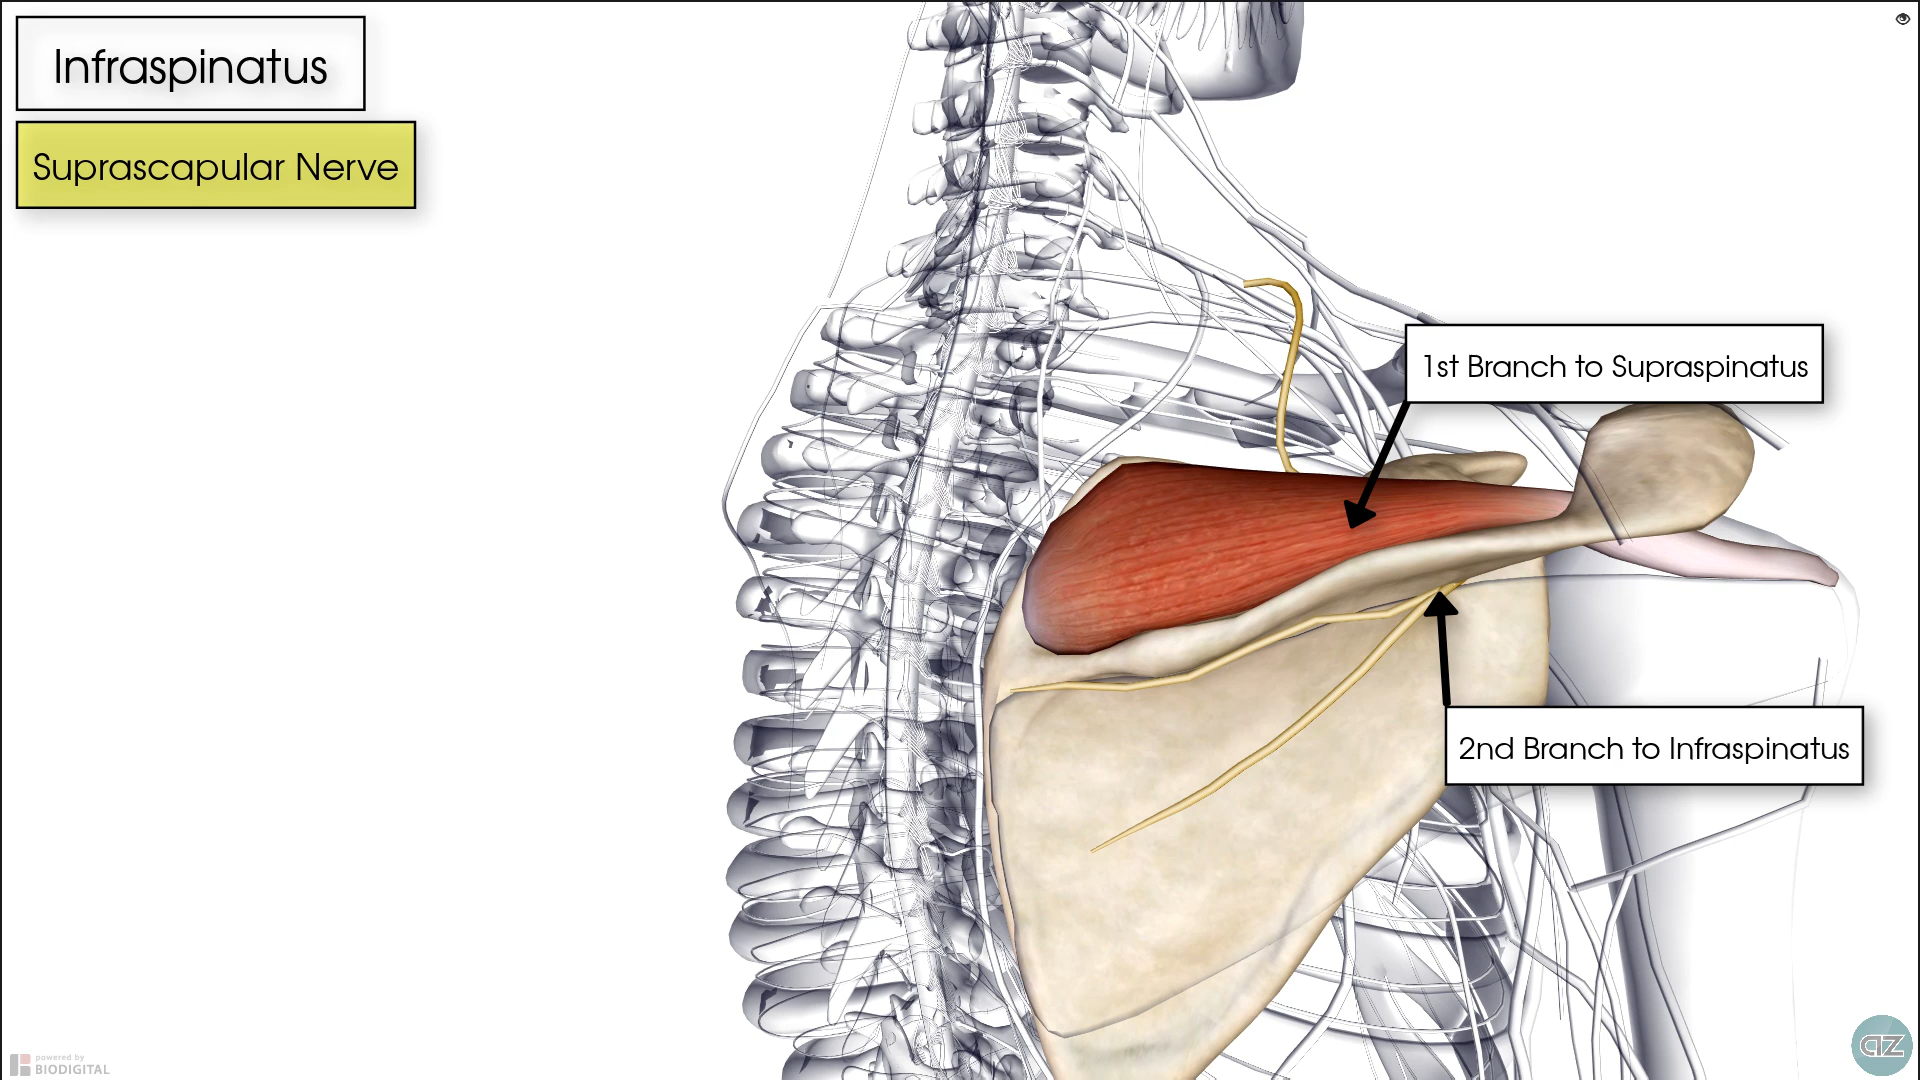 Infraspinatus
Suprascapular Nerve
1st Branch to Supraspinatus
2nd Branch to Infraspinatus
powered by
BIODIGITAL
az